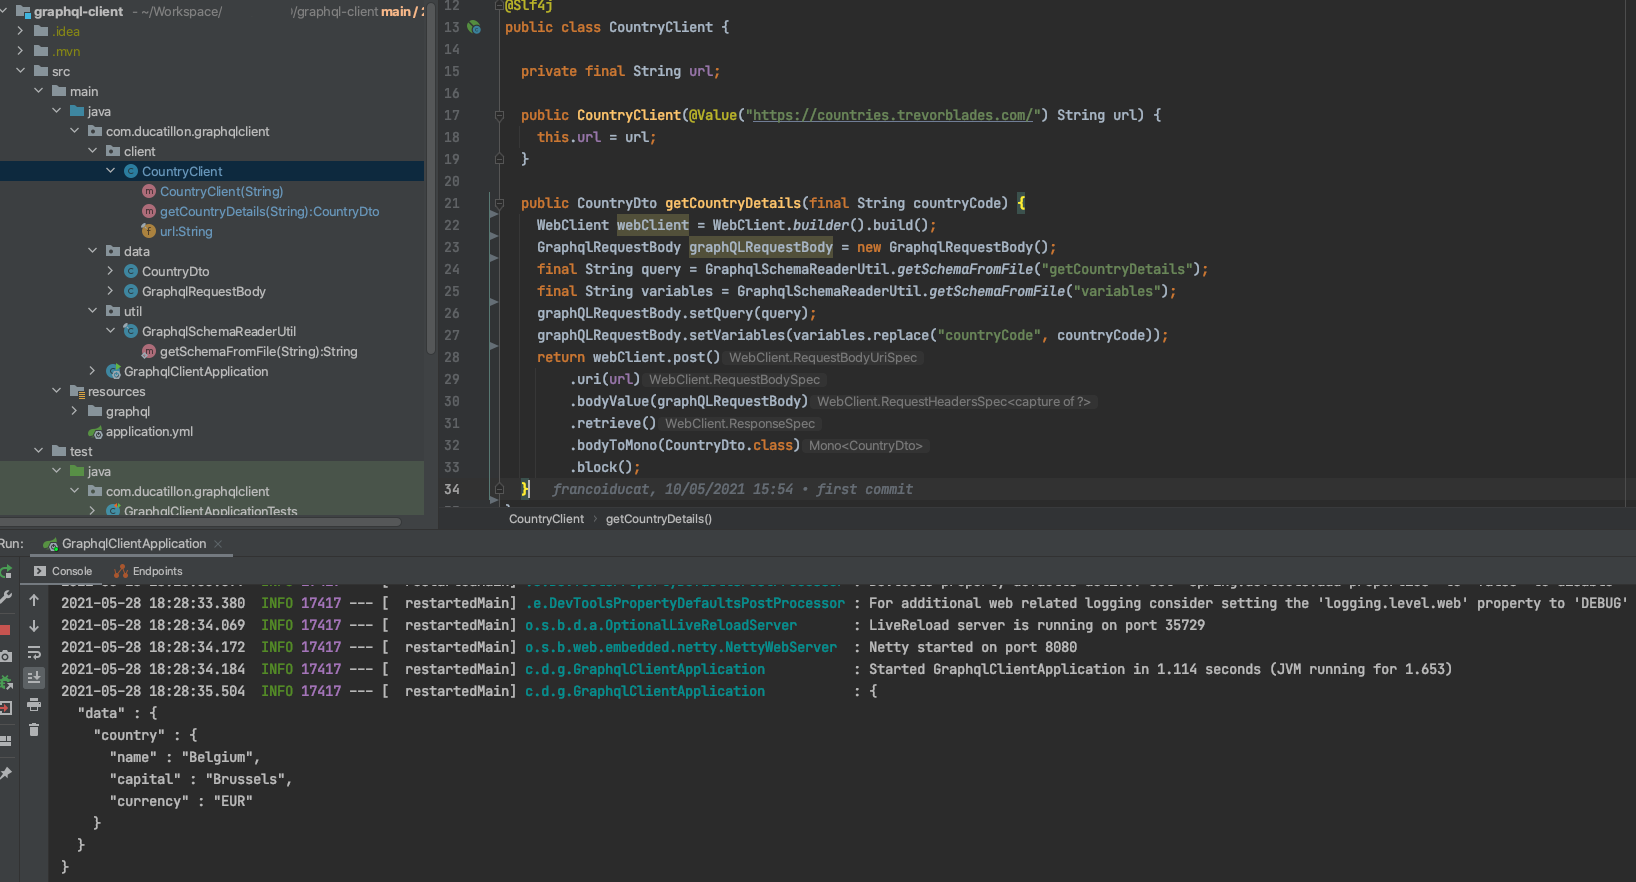 graphql-client - ~/Workspace/ /graphql-client main /
.idea
.mvn
src
main
java
com.ducatillon.graphqlclient
client
CountryClient
CountryClient(String)
getCountryDetails(String):CountryDto
url:String
data
CountryDto
GraphqlRequestBody
util
GraphqlSchemaReaderUtil
getSchemaFromFile(String):String
GraphqlClientApplication
resources
graphql
application.yml
test
java
com.ducatillon.graphqlclient
GraphqlClientApplicationTests
12 @Slf4j
13 public class CountryClient {
14
15 private final String url;
16
17 public CountryClient(@Value("https://countries.trevorblades.com/") String url) {
18 this.url = url;
19 }
20
21 public CountryDto getCountryDetails(final String countryCode) {
22 WebClient webClient = WebClient.builder().build();
23 GraphqlRequestBody graphQLRequestBody = new GraphqlRequestBody();
24 final String query = GraphqlSchemaReaderUtil.getSchemaFromFile("getCountryDetails");
25 final String variables = GraphqlSchemaReaderUtil.getSchemaFromFile("variables");
26 graphQLRequestBody.setQuery(query);
27 graphQLRequestBody.setVariables(variables.replace("countryCode", countryCode));
28 return webClient.post() WebClient.RequestBodyUriSpec
29 .uri(url) WebClient.RequestBodySpec
30 .bodyValue(graphQLRequestBody) WebClient.RequestHeadersSpec<capture of ?>
31 .retrieve() WebClient.ResponseSpec
32 .bodyToMono(CountryDto.class) Mono<CountryDto>
33 .block();
34 } francoiducat, 10/05/2021 15:54 • first commit
CountryClient › getCountryDetails()
Run: GraphqlClientApplication ×
Console Endpoints
2021-05-28 18:28:33.380 INFO 17417 --- [ restartedMain] .e.DevToolsPropertyDefaultsPostProcessor : For additional web related logging consider setting the 'logging.level.web' property to 'DEBUG'
2021-05-28 18:28:34.069 INFO 17417 --- [ restartedMain] o.s.b.d.a.OptionalLiveReloadServer : LiveReload server is running on port 35729
2021-05-28 18:28:34.172 INFO 17417 --- [ restartedMain] o.s.b.web.embedded.netty.NettyWebServer : Netty started on port 8080
2021-05-28 18:28:34.184 INFO 17417 --- [ restartedMain] c.d.g.GraphqlClientApplication : Started GraphqlClientApplication in 1.114 seconds (JVM running for 1.653)
2021-05-28 18:28:35.504 INFO 17417 --- [ restartedMain] c.d.g.GraphqlClientApplication : {
"data" : {
"country" : {
"name" : "Belgium",
"capital" : "Brussels",
"currency" : "EUR"
}
}
}